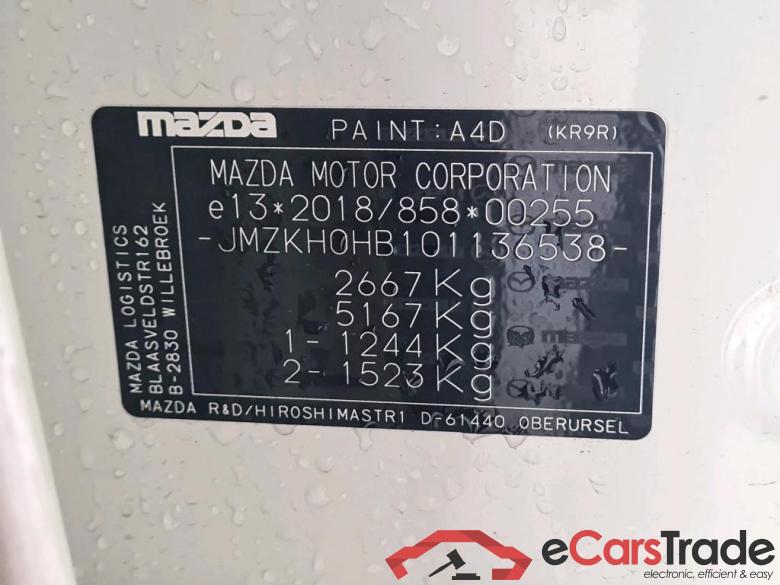 mazda PAINT: A4D (KR9R)
MAZDA MOTOR CORPORATION
e13*2018/858*00255
-JMZKH0HB101136538-
2667Kg
5167Kg
1- 1244Kg
2- 1523Kg
MAZDA LOGISTICS
BLAASVELDSTR162
B-2830 WILLEBROEK
MAZDA R&D/HIROSHIMASTR1 D-61440 OBERURSEL
eCarsTrade
electronic, efficient & easy